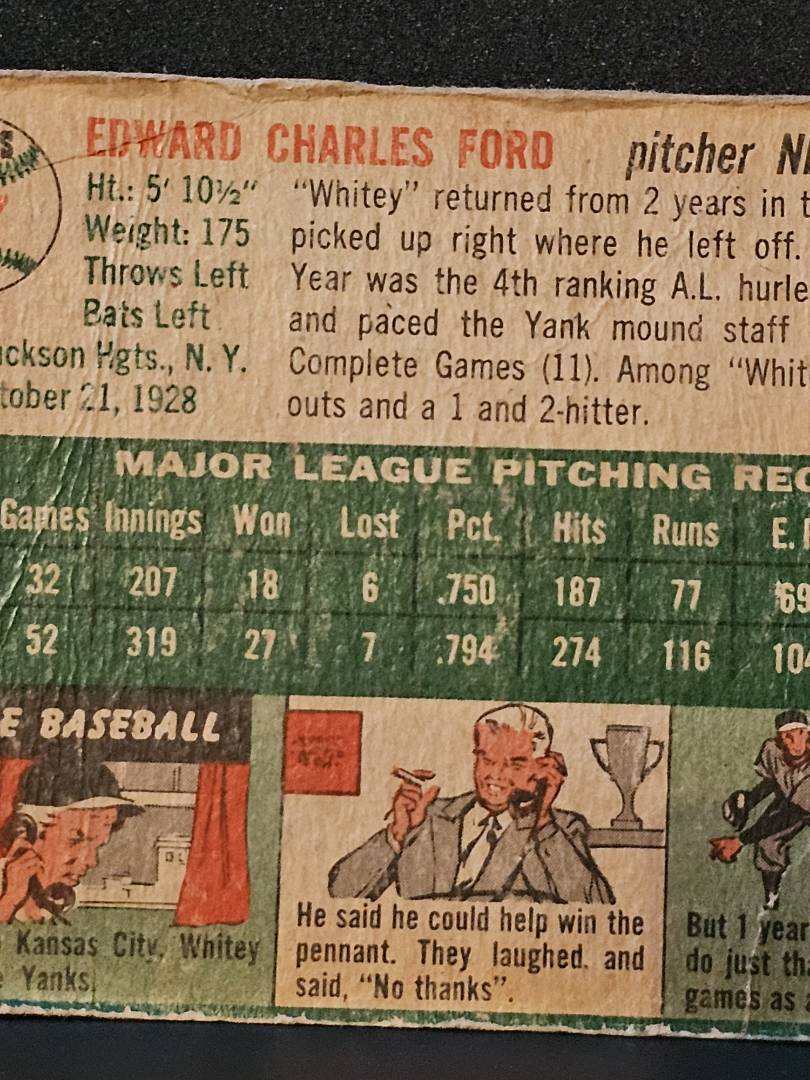 EDWARD CHARLES FORD pitcher
Ht.: 5' 10½"
Weight: 175
Throws Left
Bats Left
ckson Hgts., N. Y.
tober 21, 1928
"Whitey" returned from 2 years in t
picked up right where he left off.
Year was the 4th ranking A.L. hurle
and paced the Yank mound staff
Complete Games (11). Among "Whit
outs and a 1 and 2-hitter.
MAJOR LEAGUE PITCHING REC
Games Innings Won Lost Pct. Hits Runs E.
32 207 18 6 .750 187 77 69
52 319 27 7 .794 274 116 104
E BASEBALL
Kansas City, Whitey
Yanks.
He said he could help win the
pennant. They laughed and
said, "No thanks".
But 1 year
do just tha
games as